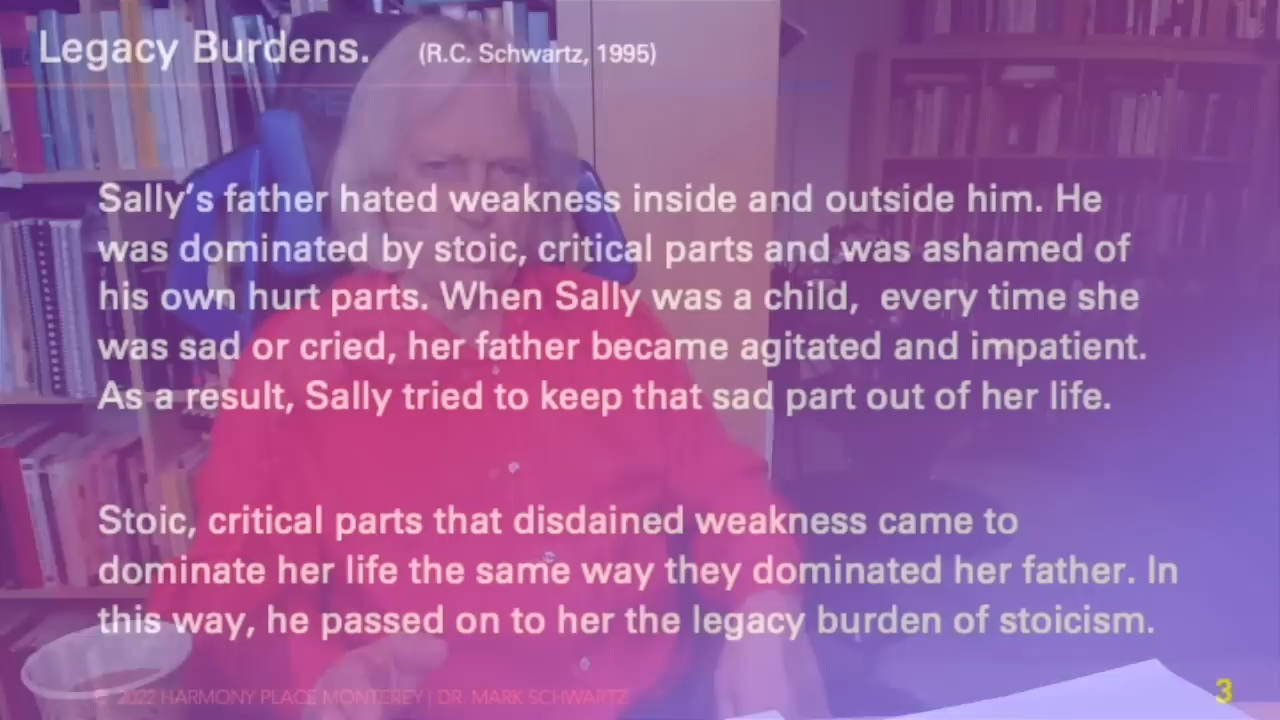 Legacy Burdens. (R.C. Schwartz, 1995)
Sally's father hated weakness inside and outside him. He
was dominated by stoic, critical parts and was ashamed of
his own hurt parts. When Sally was a child,  every time she
was sad or cried, her father became agitated and impatient.
As a result, Sally tried to keep that sad part out of her life.
Stoic, critical parts that disdained weakness came to
dominate her life the same way they dominated her father. In
this way, he passed on to her the legacy burden of stoicism.
© 2022 HARMONY PLACE MONTEREY | DR. MARK SCHWARTZ
3